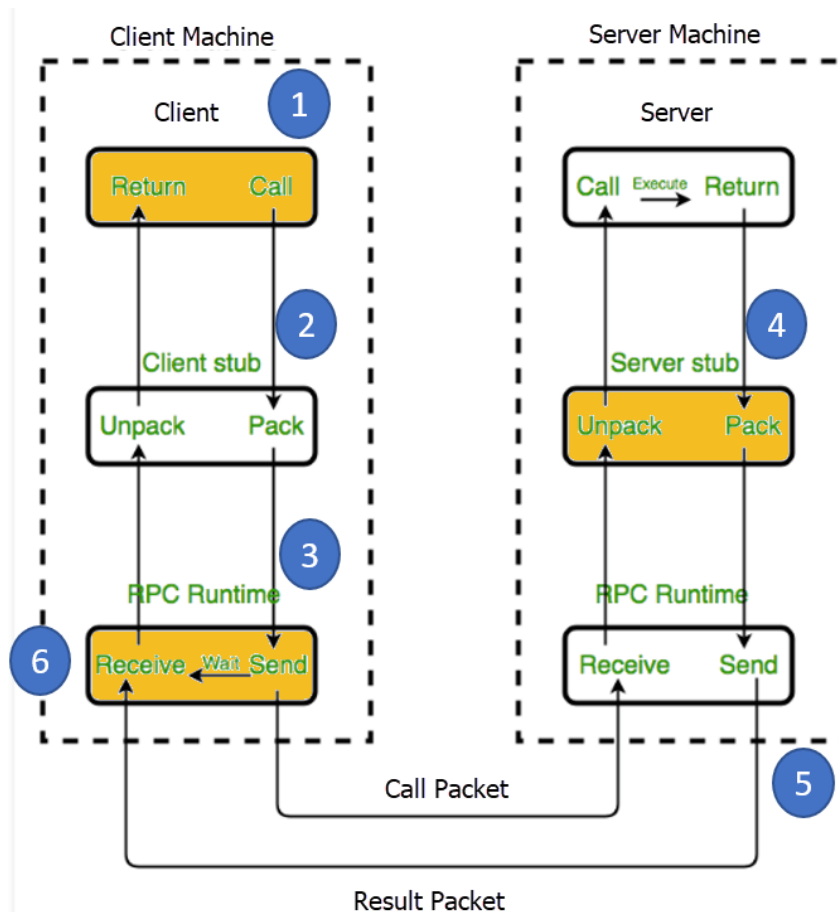 Client Machine
Server Machine
1
Client
Server
Return Call
Call Execute Return
2
4
Client stub
Server stub
Unpack Pack
Unpack Pack
3
RPC Runtime
RPC Runtime
6
Receive Wait Send
Receive Send
5
Call Packet
Result Packet